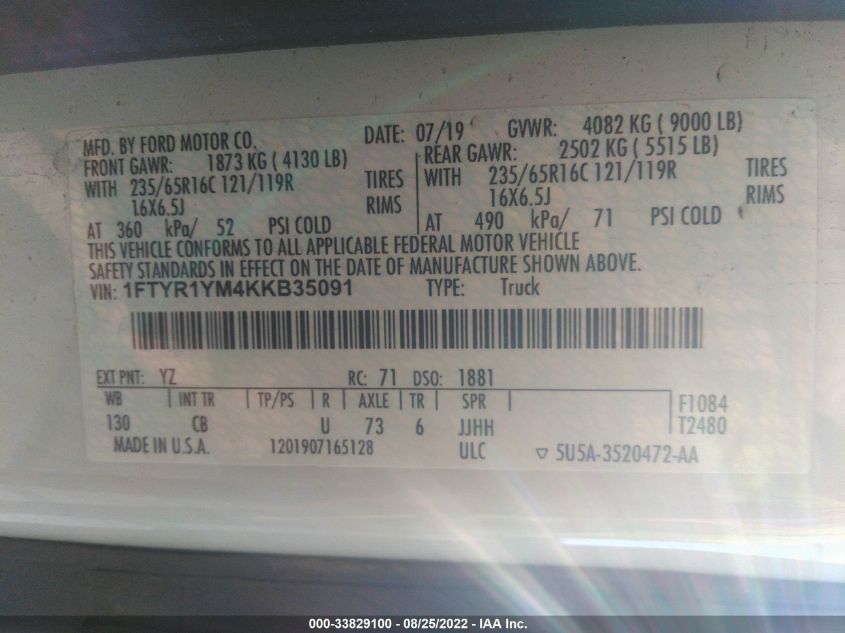 MFD. BY FORD MOTOR CO. DATE: 07/19 GVWR: 4082 KG ( 9000 LB)
FRONT GAWR: 1873 KG ( 4130 LB) REAR GAWR: 2502 KG ( 5515 LB)
WITH 235/65R16C 121/119R TIRES WITH 235/65R16C 121/119R TIRES
16X6.5J RIMS 16X6.5J RIMS
AT 360 kPa/ 52 PSI COLD AT 490 kPa/ 71 PSI COLD
THIS VEHICLE CONFORMS TO ALL APPLICABLE FEDERAL MOTOR VEHICLE
SAFETY STANDARDS IN EFFECT ON THE DATE OF MANUFACTURE SHOWN ABOVE.
VIN: 1FTYR1YM4KKB35091 TYPE: Truck
EXT PNT: YZ RC: 71 DSO: 1881
WB INT TR TP/PS R AXLE TR SPR F1084
130 CB U 73 6 JJHH T2480
MADE IN U.S.A. 1201907165128 ULC ▽ 5U5A-3520472-AA
000-33829100 - 08/25/2022 - IAA Inc.